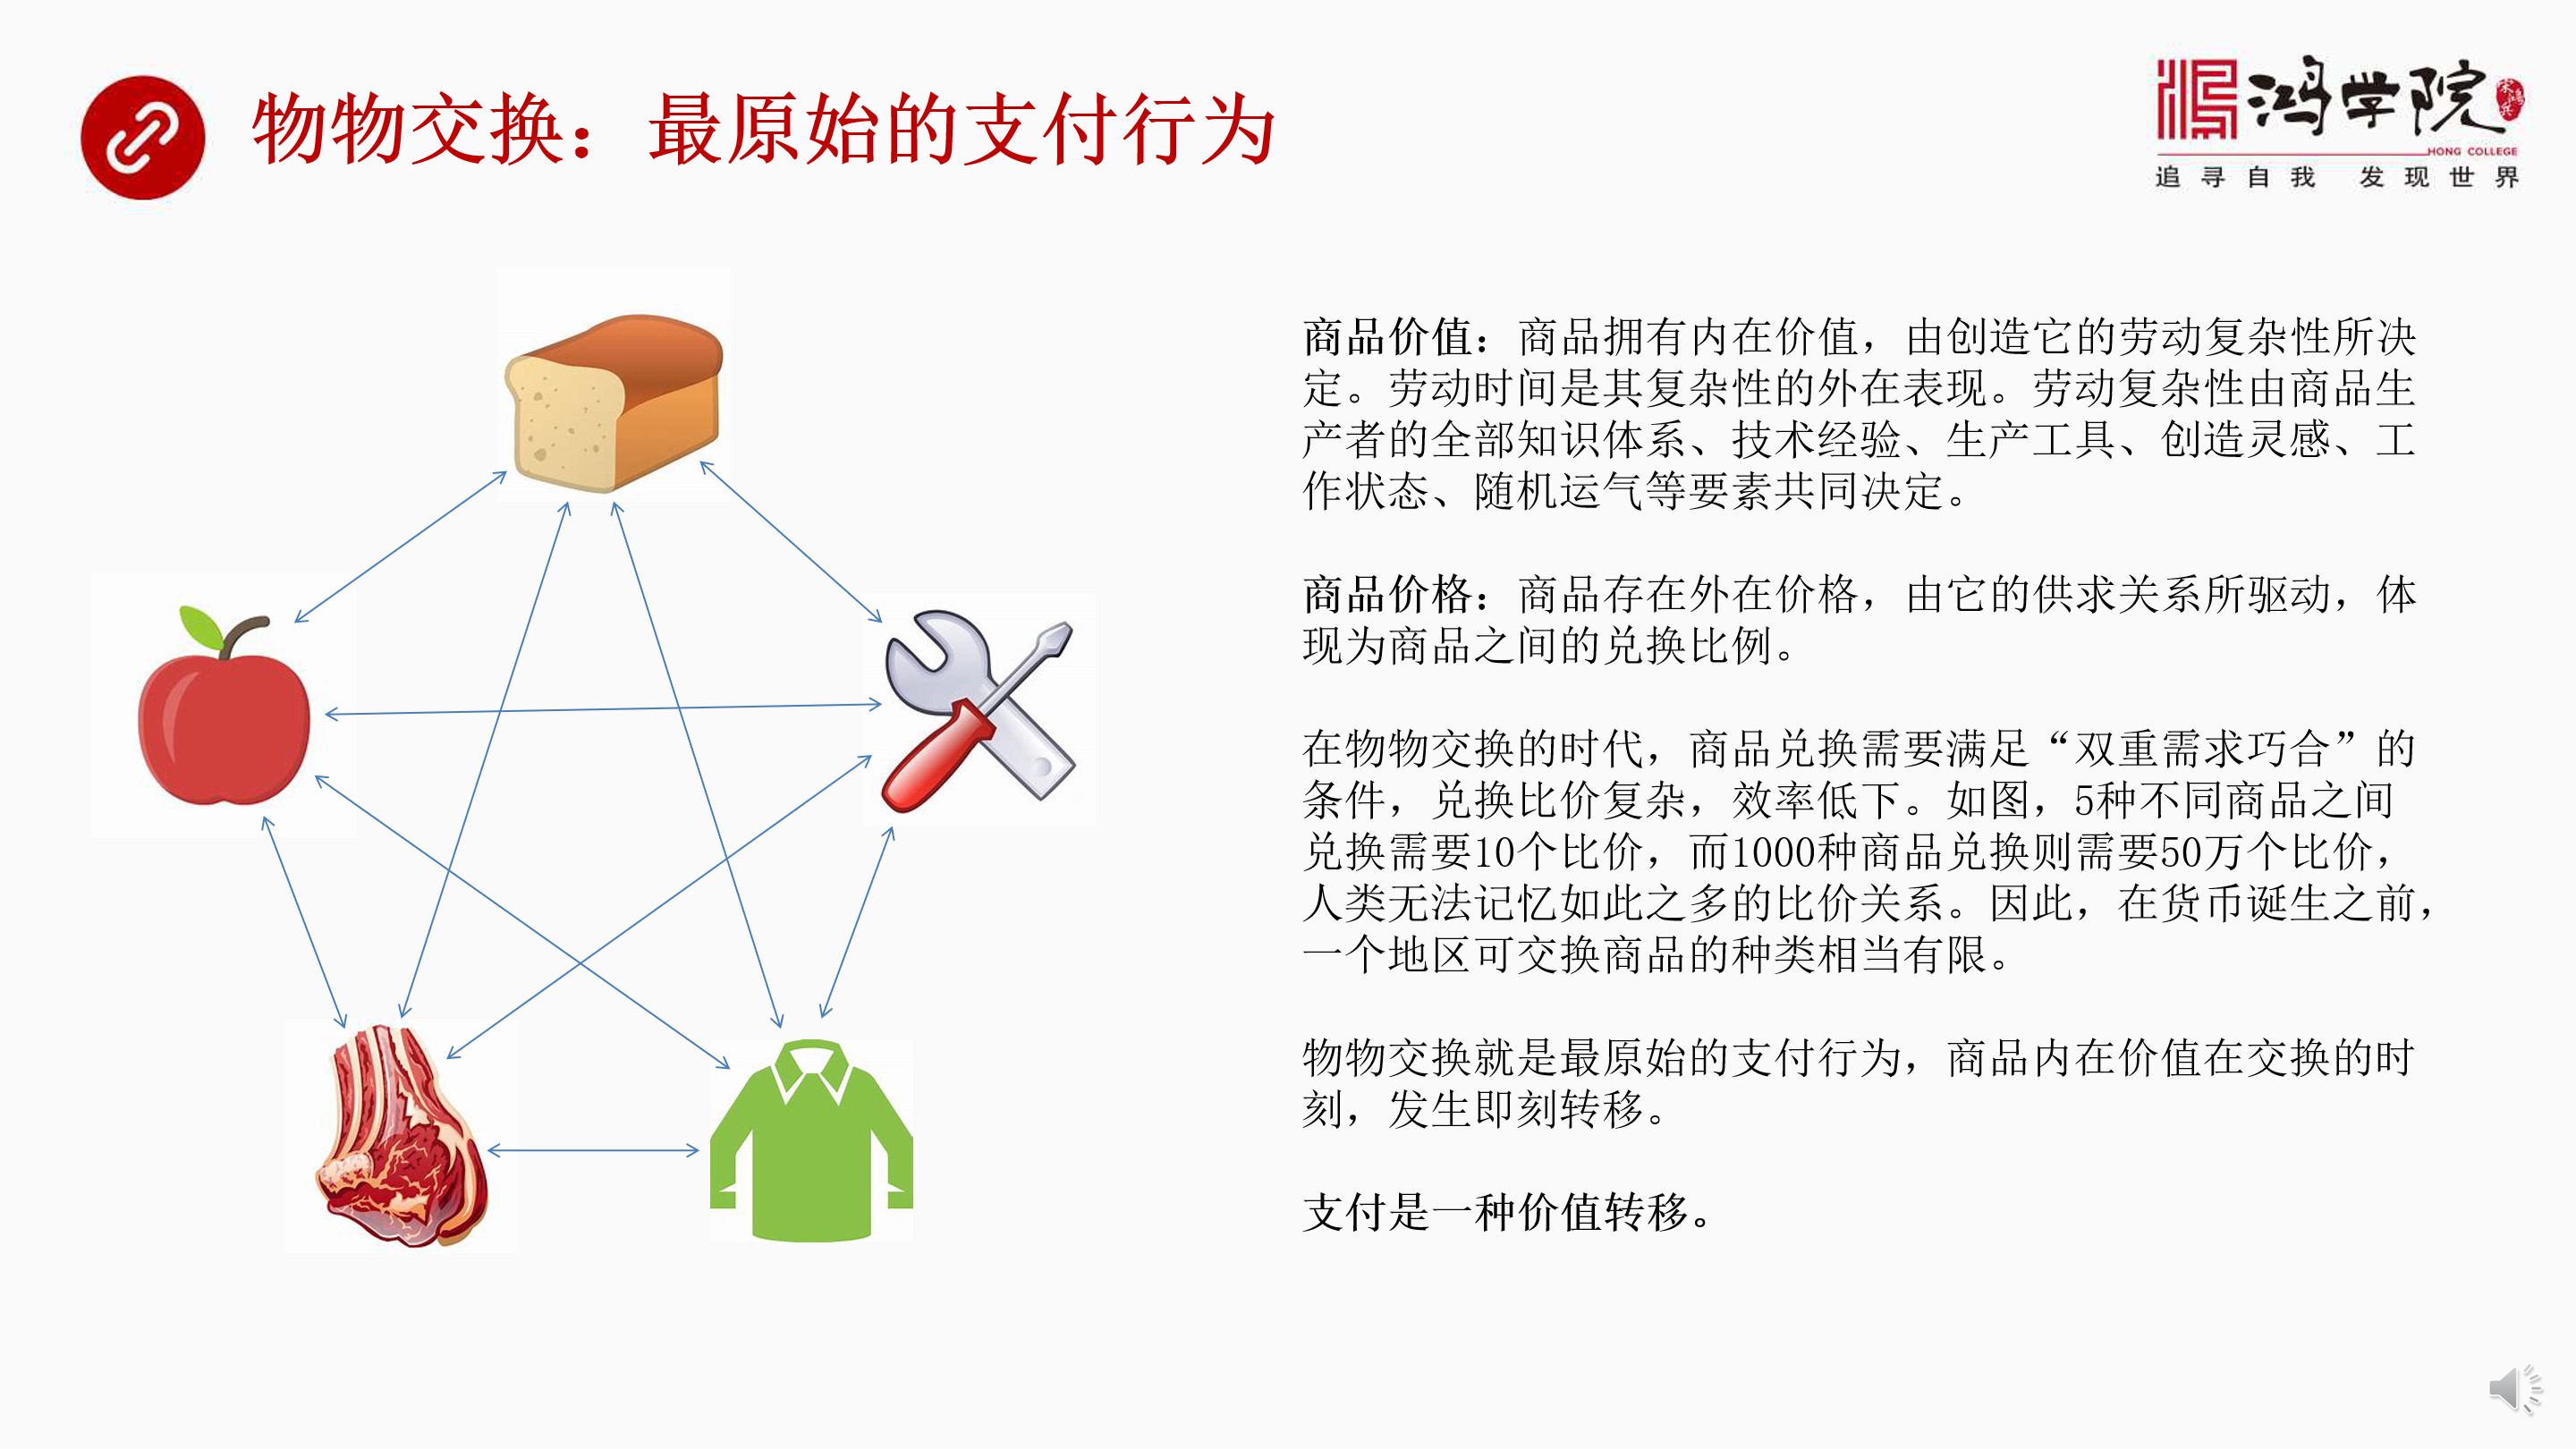 物物交换：最原始的支付行为
鸿学院
HONG COLLEGE
追寻自我 发现世界
商品价值：商品拥有内在价值，由创造它的劳动复杂性所决
定。劳动时间是其复杂性的外在表现。劳动复杂性由商品生
产者的全部知识体系、技术经验、生产工具、创造灵感、工
作状态、随机运气等要素共同决定。
商品价格：商品存在外在价格，由它的供求关系所驱动，体
现为商品之间的兑换比例。
在物物交换的时代，商品兑换需要满足“双重需求巧合”的
条件，兑换比价复杂，效率低下。如图，5种不同商品之间
兑换需要10个比价，而1000种商品兑换则需要50万个比价，
人类无法记忆如此之多的比价关系。因此，在货币诞生之前，
一个地区可交换商品的种类相当有限。
物物交换就是最原始的支付行为，商品内在价值在交换的时
刻，发生即刻转移。
支付是一种价值转移。